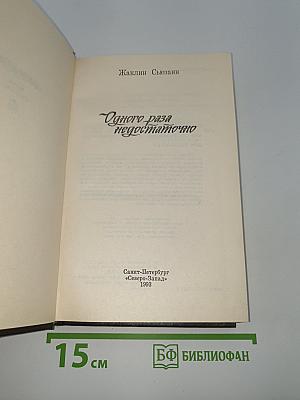 Жаклин Сьюзанн
Одного раза
недостаточно
Санкт-Петербург
«Северо-Запад»
1993
15 см
БФ БИБЛИОФАН